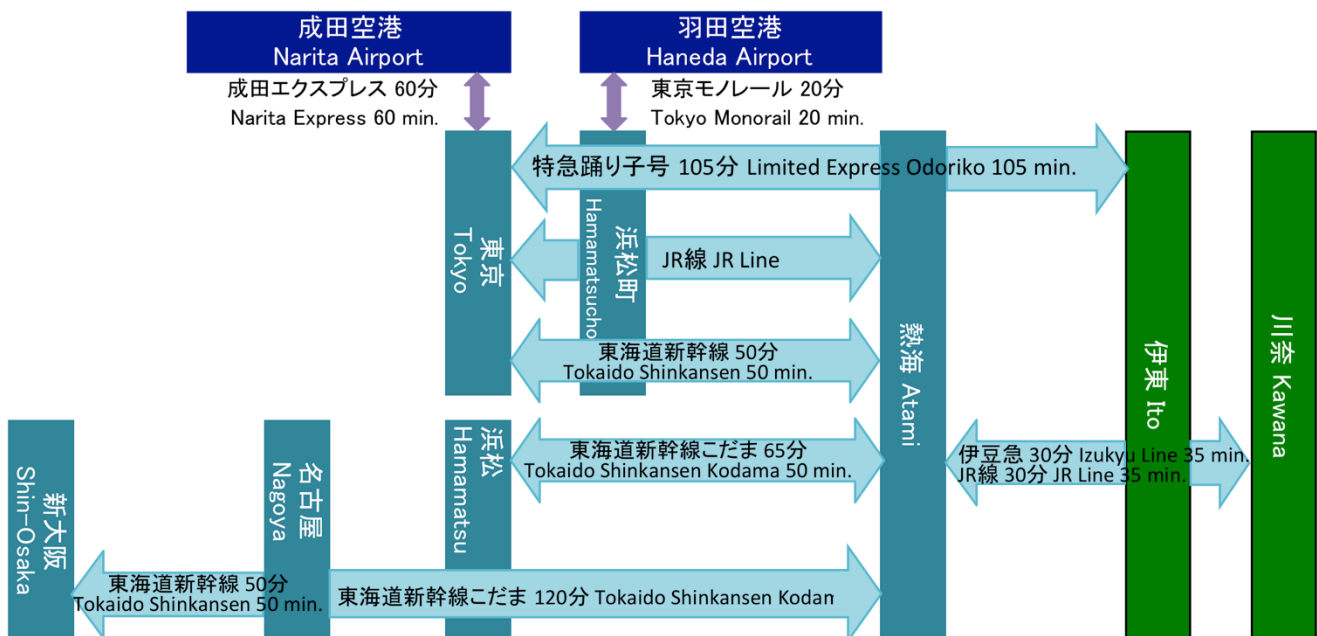 成田空港
Narita Airport
羽田空港
Haneda Airport
成田エクスプレス 60分
Narita Express 60 min.
東京モノレール 20分
Tokyo Monorail 20 min.
特急踊り子号 105分 Limited Express Odoriko 105 min.
東京
Tokyo
浜松町
Hamamatsucho
JR線 JR Line
東海道新幹線 50分
Tokaido Shinkansen 50 min.
熱海 Atami
伊東 Ito
川奈 Kawana
新大阪
Shin-Osaka
名古屋
Nagoya
浜松
Hamamatsu
東海道新幹線こだま 65分
Tokaido Shinkansen Kodama 50 min.
伊豆急 30分 Izukyu Line 35 min.
JR線 30分 JR Line 35 min.
東海道新幹線 50分
Tokaido Shinkansen 50 min.
東海道新幹線こだま 120分 Tokaido Shinkansen